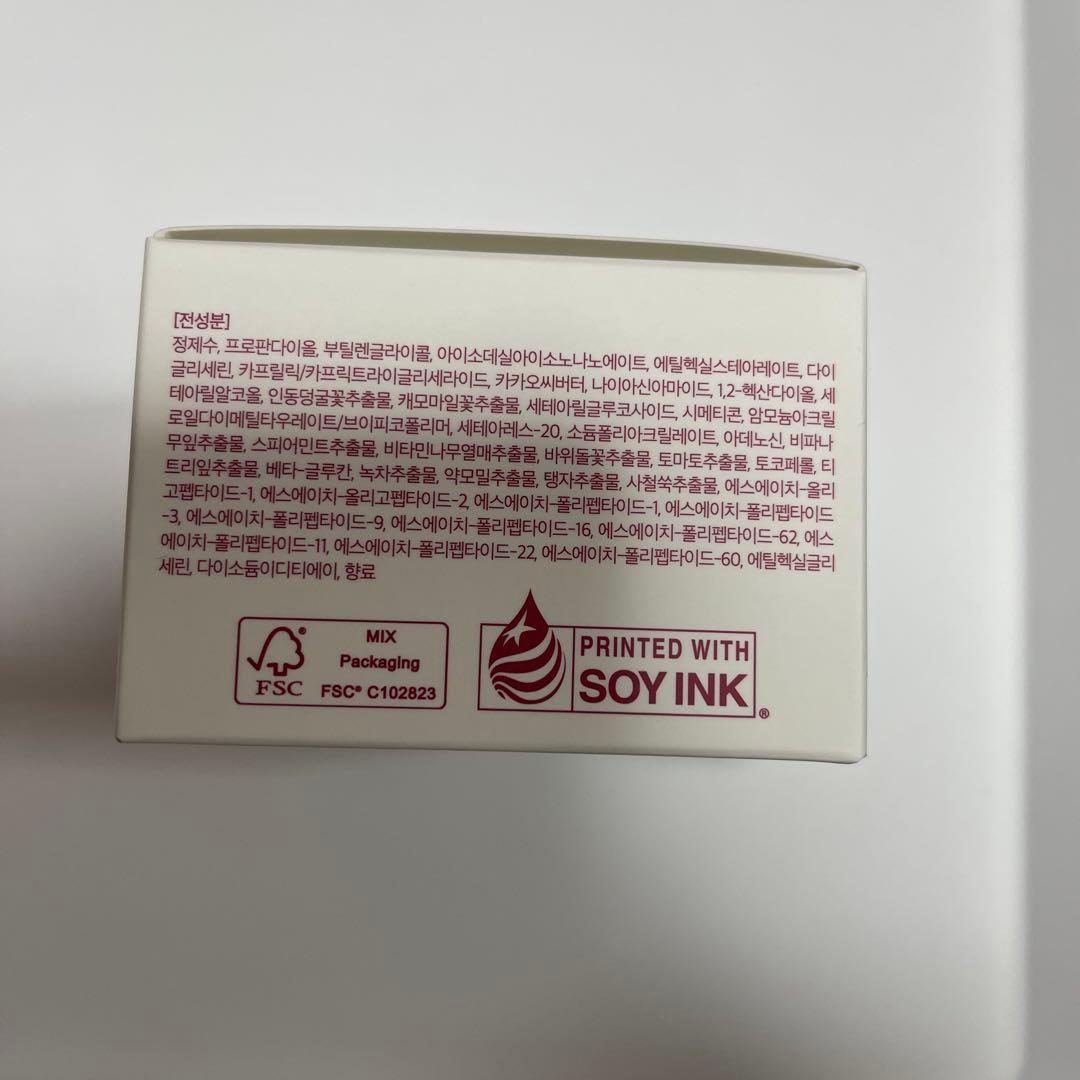 [전성분]
정제수, 프로판다이올, 부틸렌글라이콜, 아이소데실아이소노나노에이트, 에틸헥실스테아레이트, 다이
글리세린, 카프릴릭/카프릭트라이글리세라이드, 카카오씨버터, 나이아신아마이드, 1,2-헥산다이올, 세
테아릴알코올, 인동덩굴꽃추출물, 캐모마일꽃추출물, 세테아릴글루코사이드, 시메티콘, 암모늄아크릴
로일다이메틸타우레이트/브이피코폴리머, 세테아레스-20, 소듐폴리아크릴레이트, 아데노신, 비파나
무잎추출물, 스피어민트추출물, 비타민나무열매추출물, 바위돌꽃추출물, 토마토추출물, 토코페롤, 티
트리잎추출물, 베타-글루칸, 녹차추출물, 약모밀추출물, 탱자추출물, 사철쑥추출물, 에스에이치-올리
고펩타이드-1, 에스에이치-올리고펩타이드-2, 에스에이치-폴리펩타이드-1, 에스에이치-폴리펩타이드
-3, 에스에이치-폴리펩타이드-9, 에스에이치-폴리펩타이드-16, 에스에이치-폴리펩타이드-62, 에스
에이치-폴리펩타이드-11, 에스에이치-폴리펩타이드-22, 에스에이치-폴리펩타이드-60, 에틸헥실글리
세린, 다이소듐이디티에이, 향료
FSC
MIX
Packaging
FSC® C102823
PRINTED WITH
SOY INK®